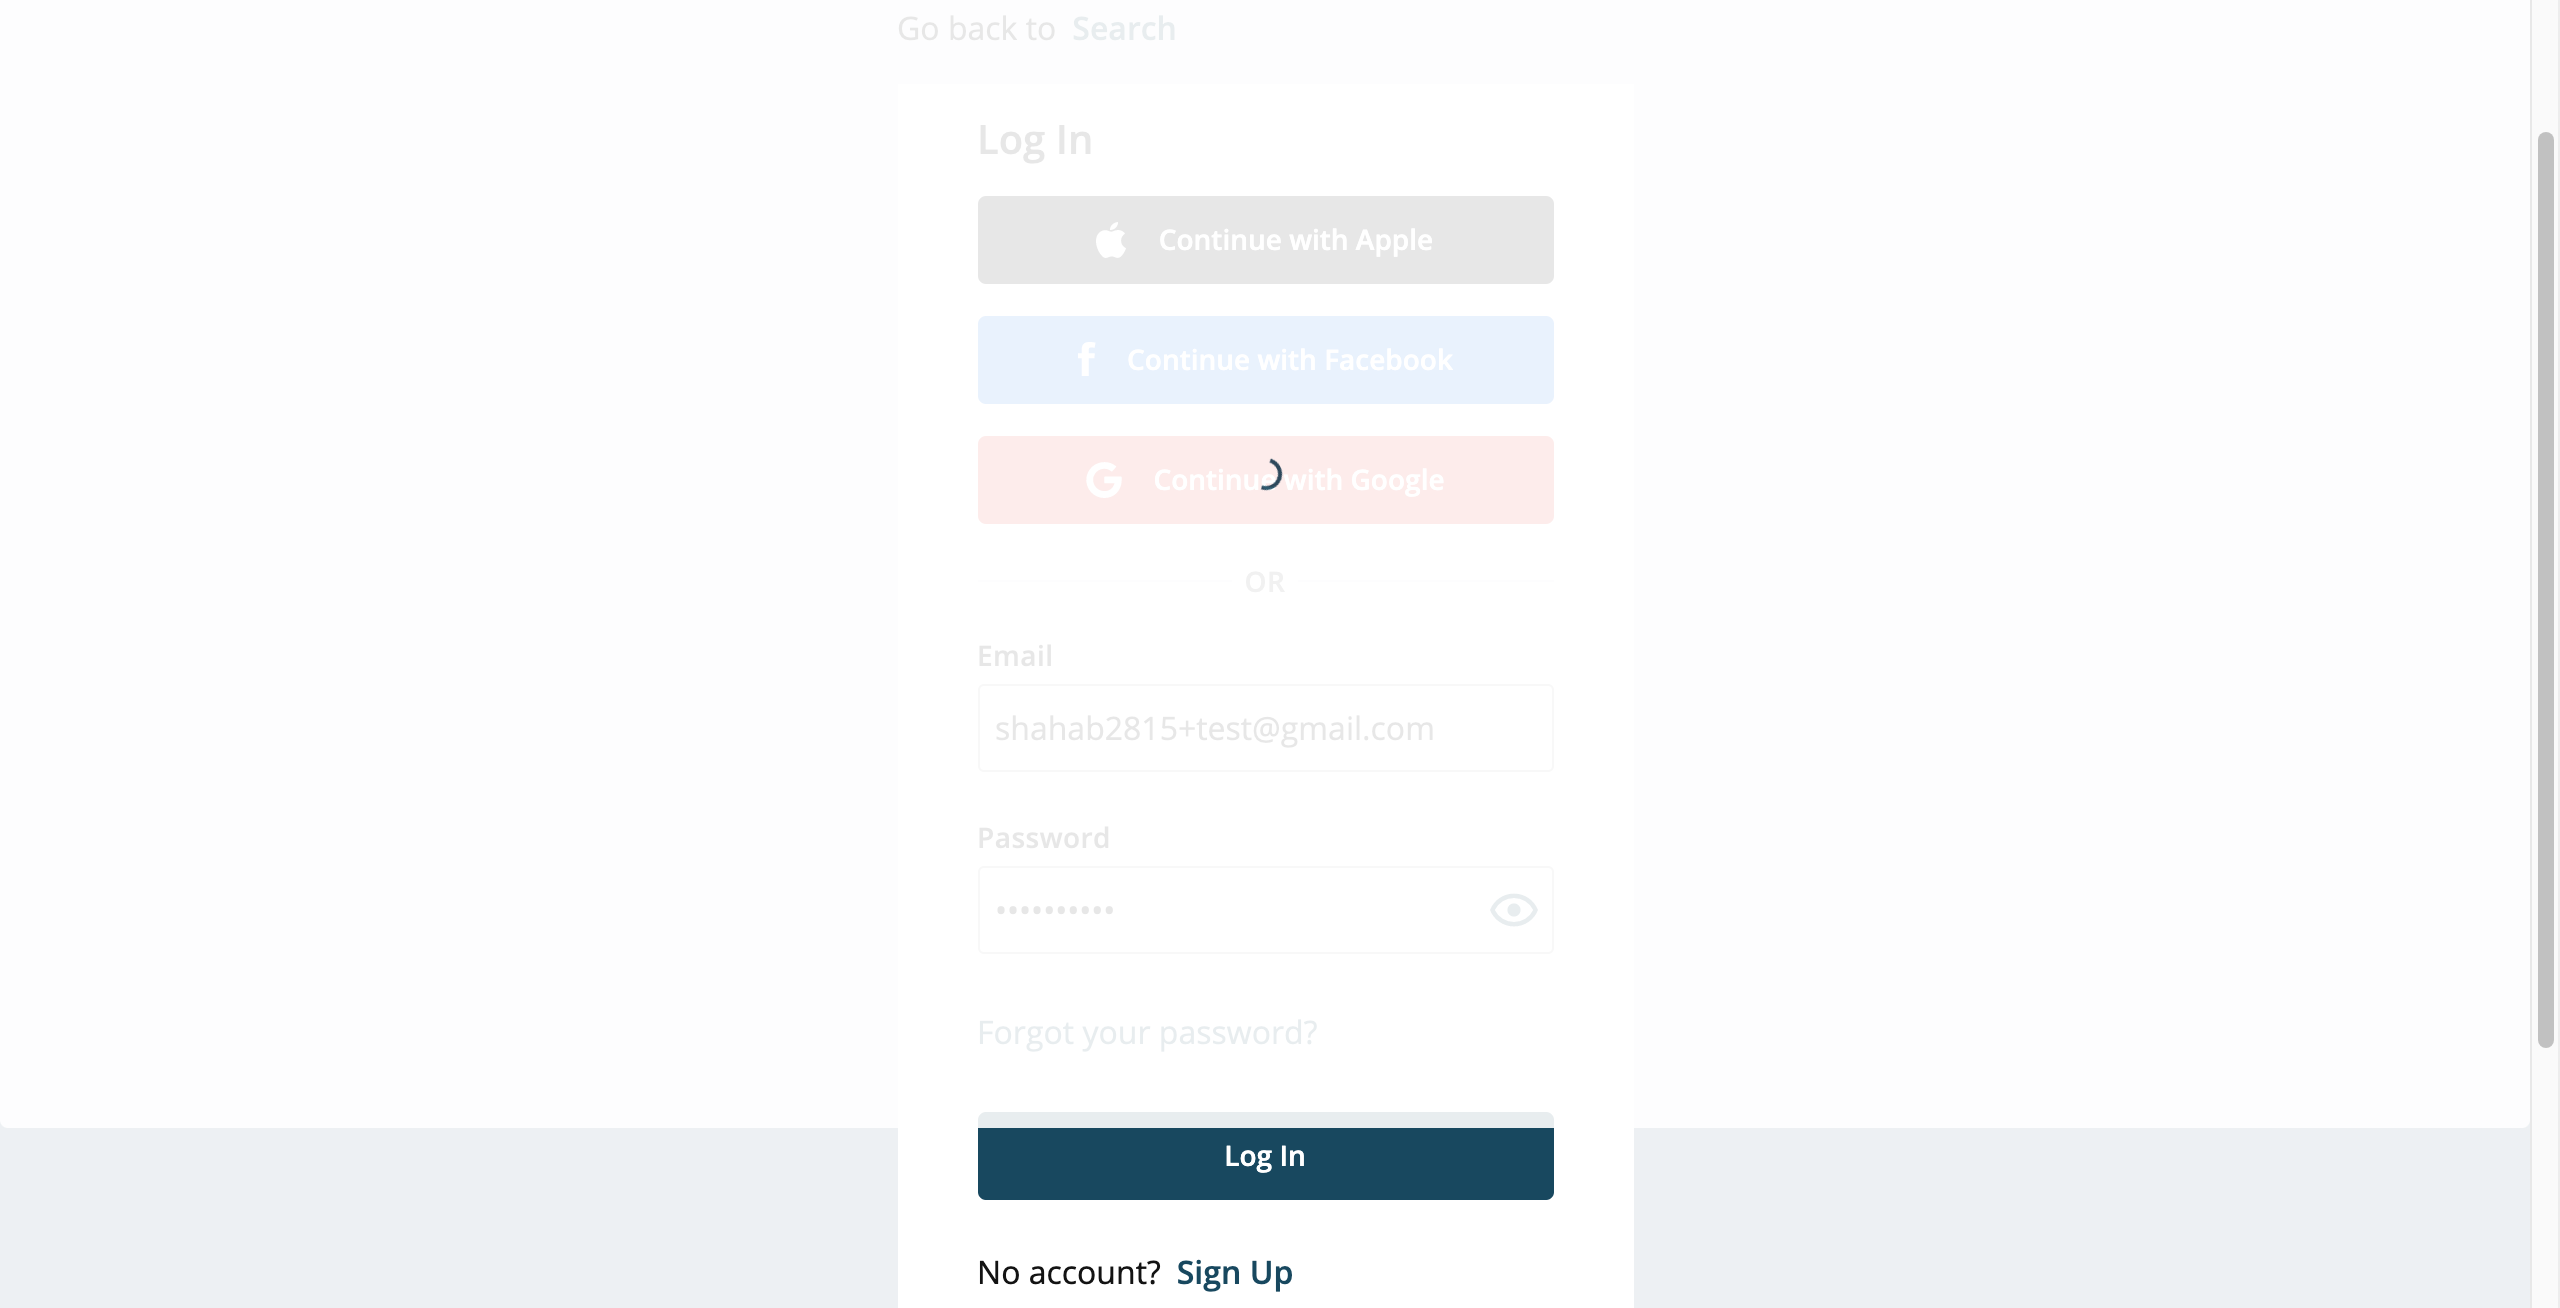 Go back to Search
Log In
Continue with Apple
Continue with Facebook
Continue with Google
OR
Email
shahab2815+test@gmail.com
Password
••••••••••
Forgot your password?
Log In
No account? Sign Up